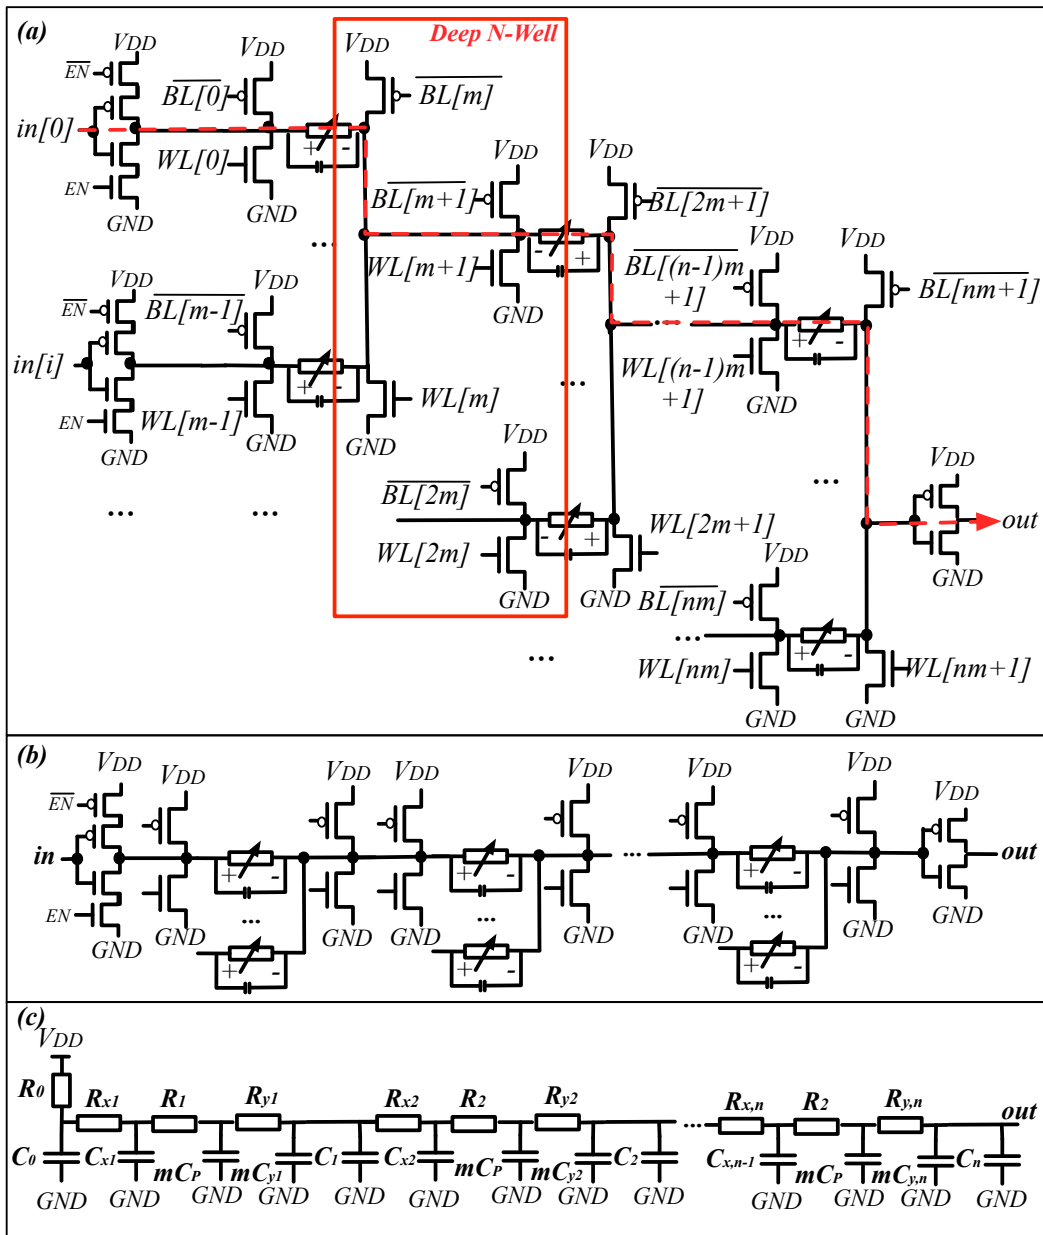 (a)
Deep N-Well
VDD
VDD
VDD
VDD
EN
BL[0]
BL[m]
in[0]
WL[0]
+ -
EN
GND
GND
VDD
VDD
...
BL[m+1]
BL[2m+1]
WL[m+1]
- +
VDD
VDD
VDD
BL[(n-1)m
+1]
BL[nm+1]
EN
BL[m-1]
GND
...
in[i]
+ -
+ -
WL[(n-1)m
+1]
WL[m]
...
EN
WL[m-1]
GND
GND
GND
GND
VDD
VDD
BL[2m]
...
...
...
...
out
WL[2m+1]
- +
WL[2m]
GND
VDD
GND
GND
BL[nm]
...
+ -
...
WL[nm]
WL[nm+1]
GND
GND
(b)
VDD
VDD
VDD
VDD
VDD
VDD
VDD
VDD
EN
in
...
out
+ -
+ -
+ -
EN
...
...
...
GND
GND
GND
GND
GND
GND
GND
GND
+ -
+ -
+ -
(c)
VDD
R0
Rx1
R1
Ry1
Rx2
R2
Ry2
Rx,n
R2
Ry,n
out
...
C0
Cx1
mCP
mCy1
C1
Cx2
mCP
mCy2
C2
Cx,n-1
mCP
mCy,n
Cn
GND
GND
GND
GND
GND
GND
GND
GND
GND
GND
GND
GND
GND